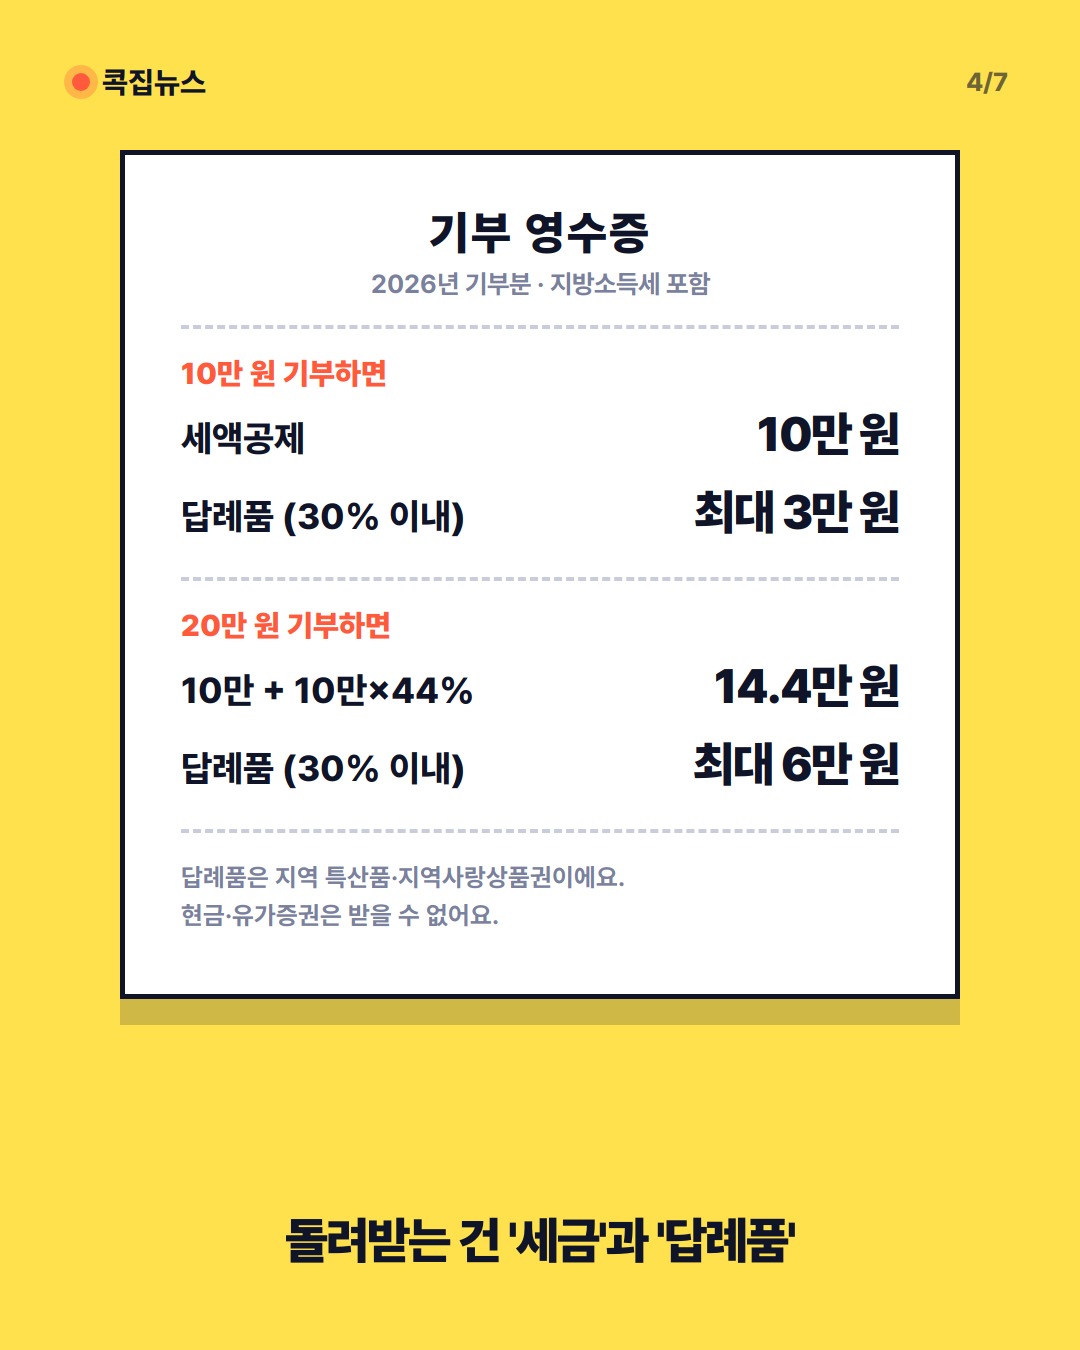 콕집뉴스
4/7
기부 영수증
2026년 기부분 · 지방소득세 포함
10만 원 기부하면
세액공제 10만 원
답례품 (30% 이내) 최대 3만 원
20만 원 기부하면
10만 + 10만×44% 14.4만 원
답례품 (30% 이내) 최대 6만 원
답례품은 지역 특산품·지역사랑상품권이에요.
현금·유가증권은 받을 수 없어요.
돌려받는 건 '세금'과 '답례품'